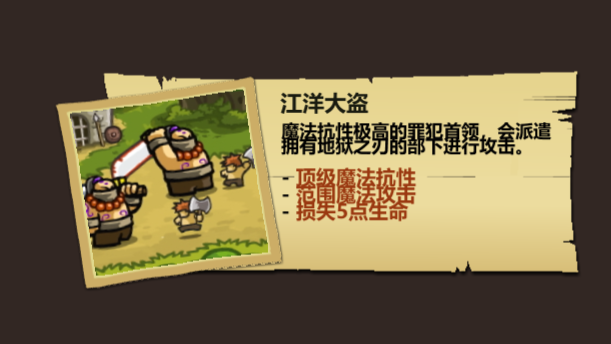 江洋大盗
魔法抗性极高的罪犯首领。会派遣
拥有地狱之刃的部下进行攻击。
- 顶级魔法抗性
- 范围魔法攻击
- 损失5点生命